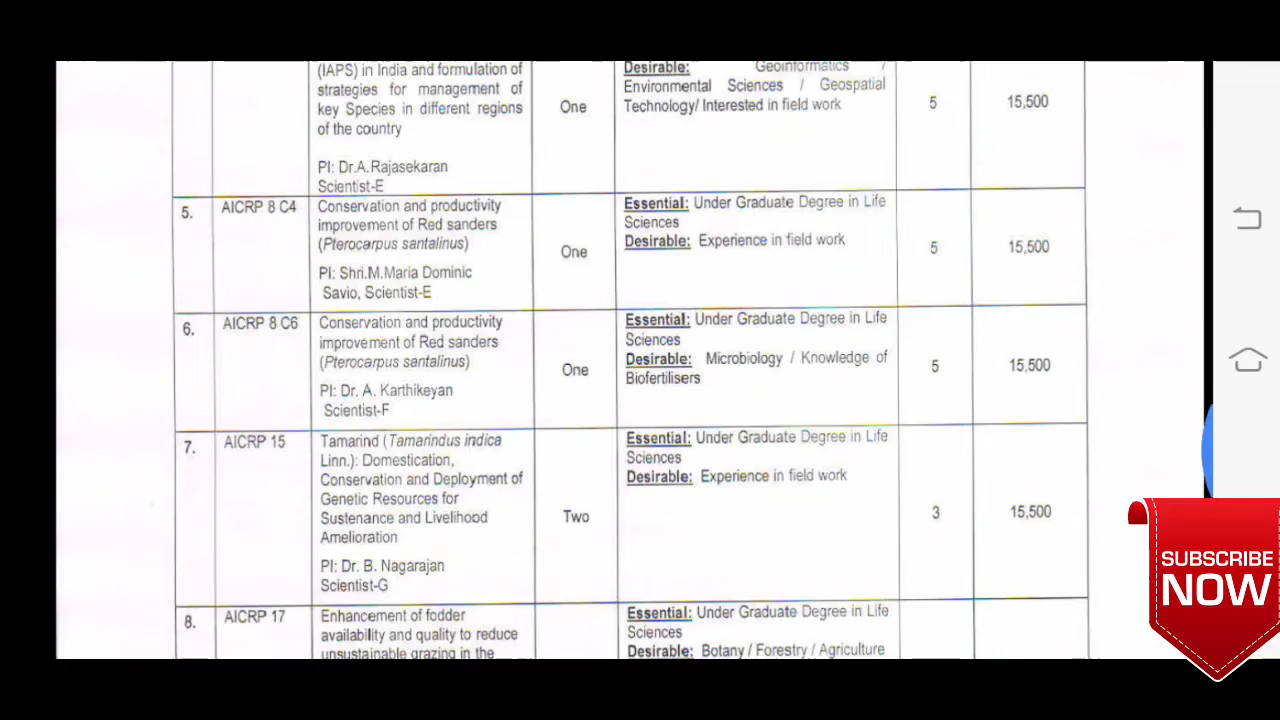 (IAPS) in India and formulation of
strategies for management of
key Species in different regions
of the country
PI: Dr.A.Rajasekaran
Scientist-E
One
Desirable: Geoinformatics /
Environmental Sciences / Geospatial
Technology/ Interested in field work
5
15,500
5.
AICRP 8 C4
Conservation and productivity
improvement of Red sanders
(Pterocarpus santalinus)
PI: Shri.M.Maria Dominic
Savio, Scientist-E
One
Essential: Under Graduate Degree in Life
Sciences
Desirable: Experience in field work
5
15,500
6.
AICRP 8 C6
Conservation and productivity
improvement of Red sanders
(Pterocarpus santalinus)
PI: Dr. A. Karthikeyan
Scientist-F
One
Essential: Under Graduate Degree in Life
Sciences
Desirable: Microbiology / Knowledge of
Biofertilisers
5
15,500
7.
AICRP 15
Tamarind (Tamarindus indica
Linn.): Domestication,
Conservation and Deployment of
Genetic Resources for
Sustenance and Livelihood
Amelioration
PI: Dr. B. Nagarajan
Scientist-G
Two
Essential: Under Graduate Degree in Life
Sciences
Desirable: Experience in field work
3
15,500
8.
AICRP 17
Enhancement of fodder
availability and quality to reduce
unsustainable grazing in the
Essential: Under Graduate Degree in Life
Sciences
Desirable: Botany / Forestry / Agriculture
SUBSCRIBE
NOW